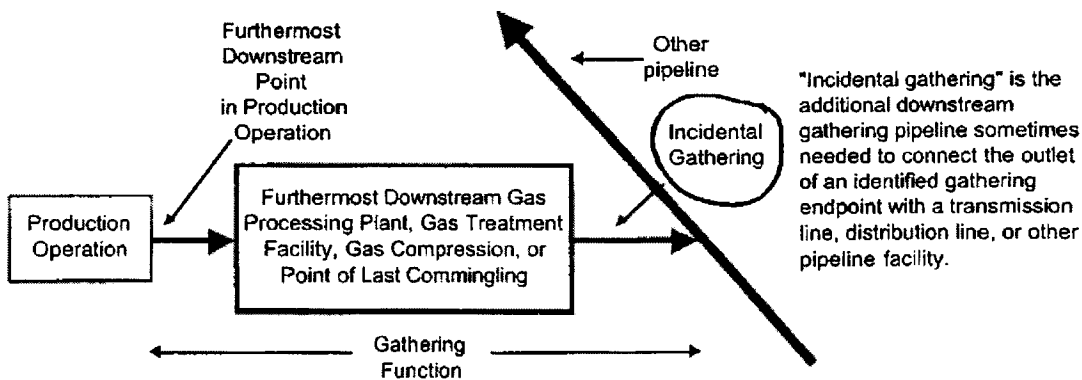 Furthermost
Downstream
Point
in Production
Operation
Other
pipeline
"Incidental gathering" is the
additional downstream
gathering pipeline sometimes
needed to connect the outlet
of an identified gathering
endpoint with a transmission
line, distribution line, or other
pipeline facility.
Incidental
Gathering
Production
Operation
Furthermost Downstream Gas
Processing Plant, Gas Treatment
Facility, Gas Compression, or
Point of Last Commingling
Gathering
Function